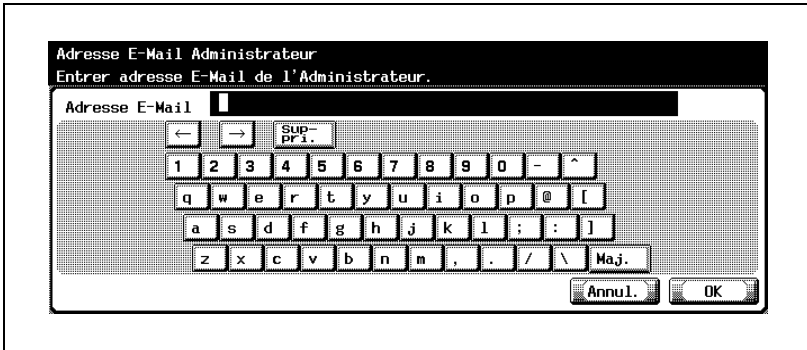 Adresse E-Mail Administrateur
Entrer adresse E-Mail de l'Administrateur.
Adresse E-Mail
← → Sup-
pri.
1 2 3 4 5 6 7 8 9 0 - ^
q w e r t y u i o p @ [
a s d f g h j k l ; : ]
z x c v b n m , . / \ Maj.
Annul. OK